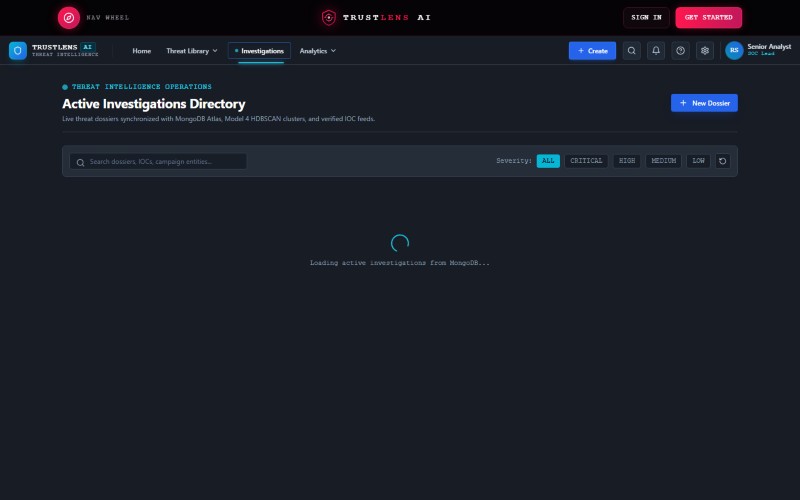 NAV WHEEL
TRUSTLENS AI
SIGN IN
GET STARTED
TRUSTLENS AI
THREAT INTELLIGENCE
Home
Threat Library
Investigations
Analytics
+ Create
RS
Senior Analyst
SOC Lead
THREAT INTELLIGENCE OPERATIONS
Active Investigations Directory
Live threat dossiers synchronized with MongoDB Atlas, Model 4 HDBSCAN clusters, and verified IOC feeds.
+ New Dossier
Search dossiers, IOCs, campaign entities...
Severity:
ALL
CRITICAL
HIGH
MEDIUM
LOW
Loading active investigations from MongoDB...